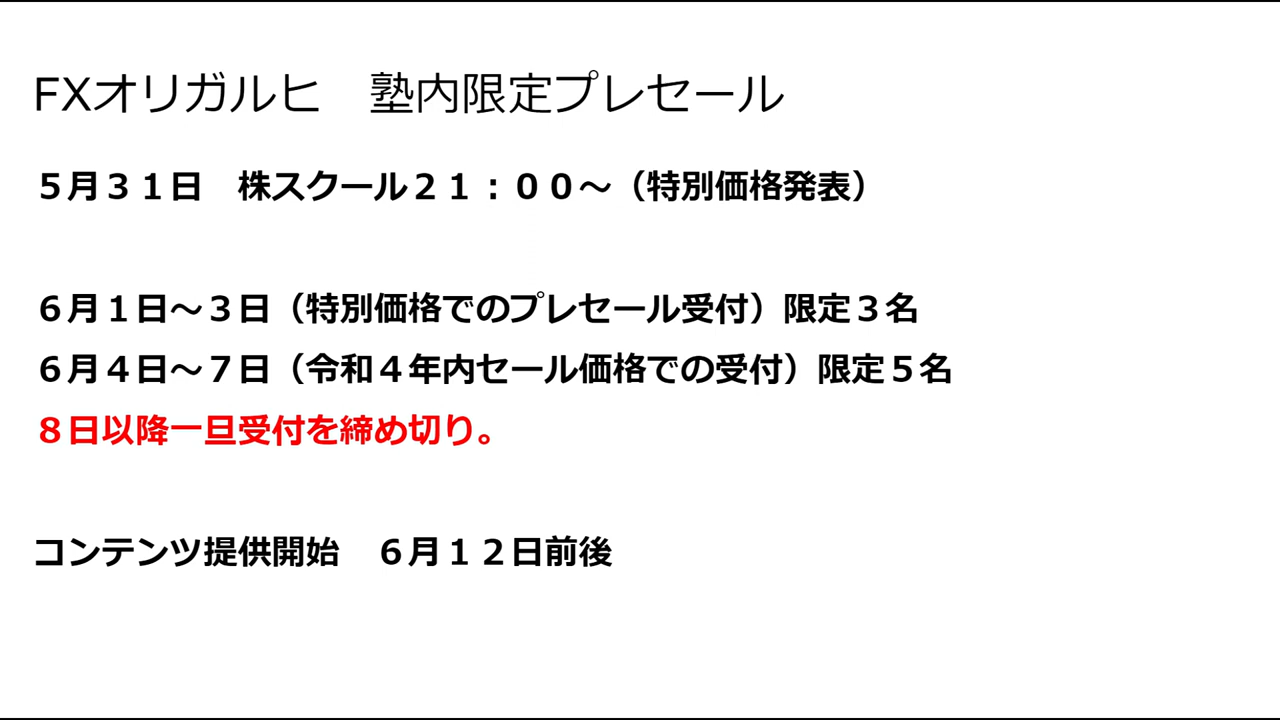 FXオリガルヒ　塾内限定プレセール
５月３１日　株スクール２１：００～（特別価格発表）
６月１日～３日（特別価格でのプレセール受付）限定３名
６月４日～７日（令和４年内セール価格での受付）限定５名
８日以降一旦受付を締め切り。
コンテンツ提供開始　６月１２日前後